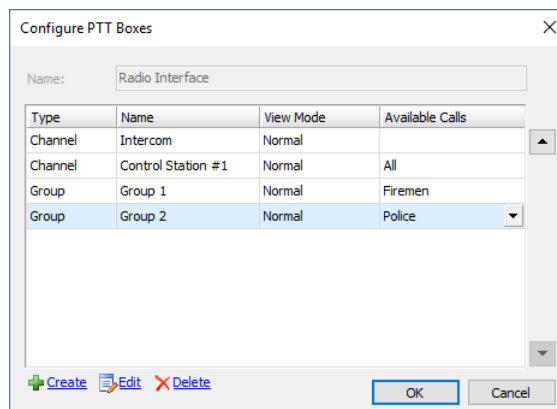 Configure PTT Boxes
Name: Radio Interface
Type Name View Mode Available Calls
Channel Intercom Normal
Channel Control Station #1 Normal All
Group Group 1 Normal Firemen
Group Group 2 Normal Police
Create Edit Delete OK Cancel